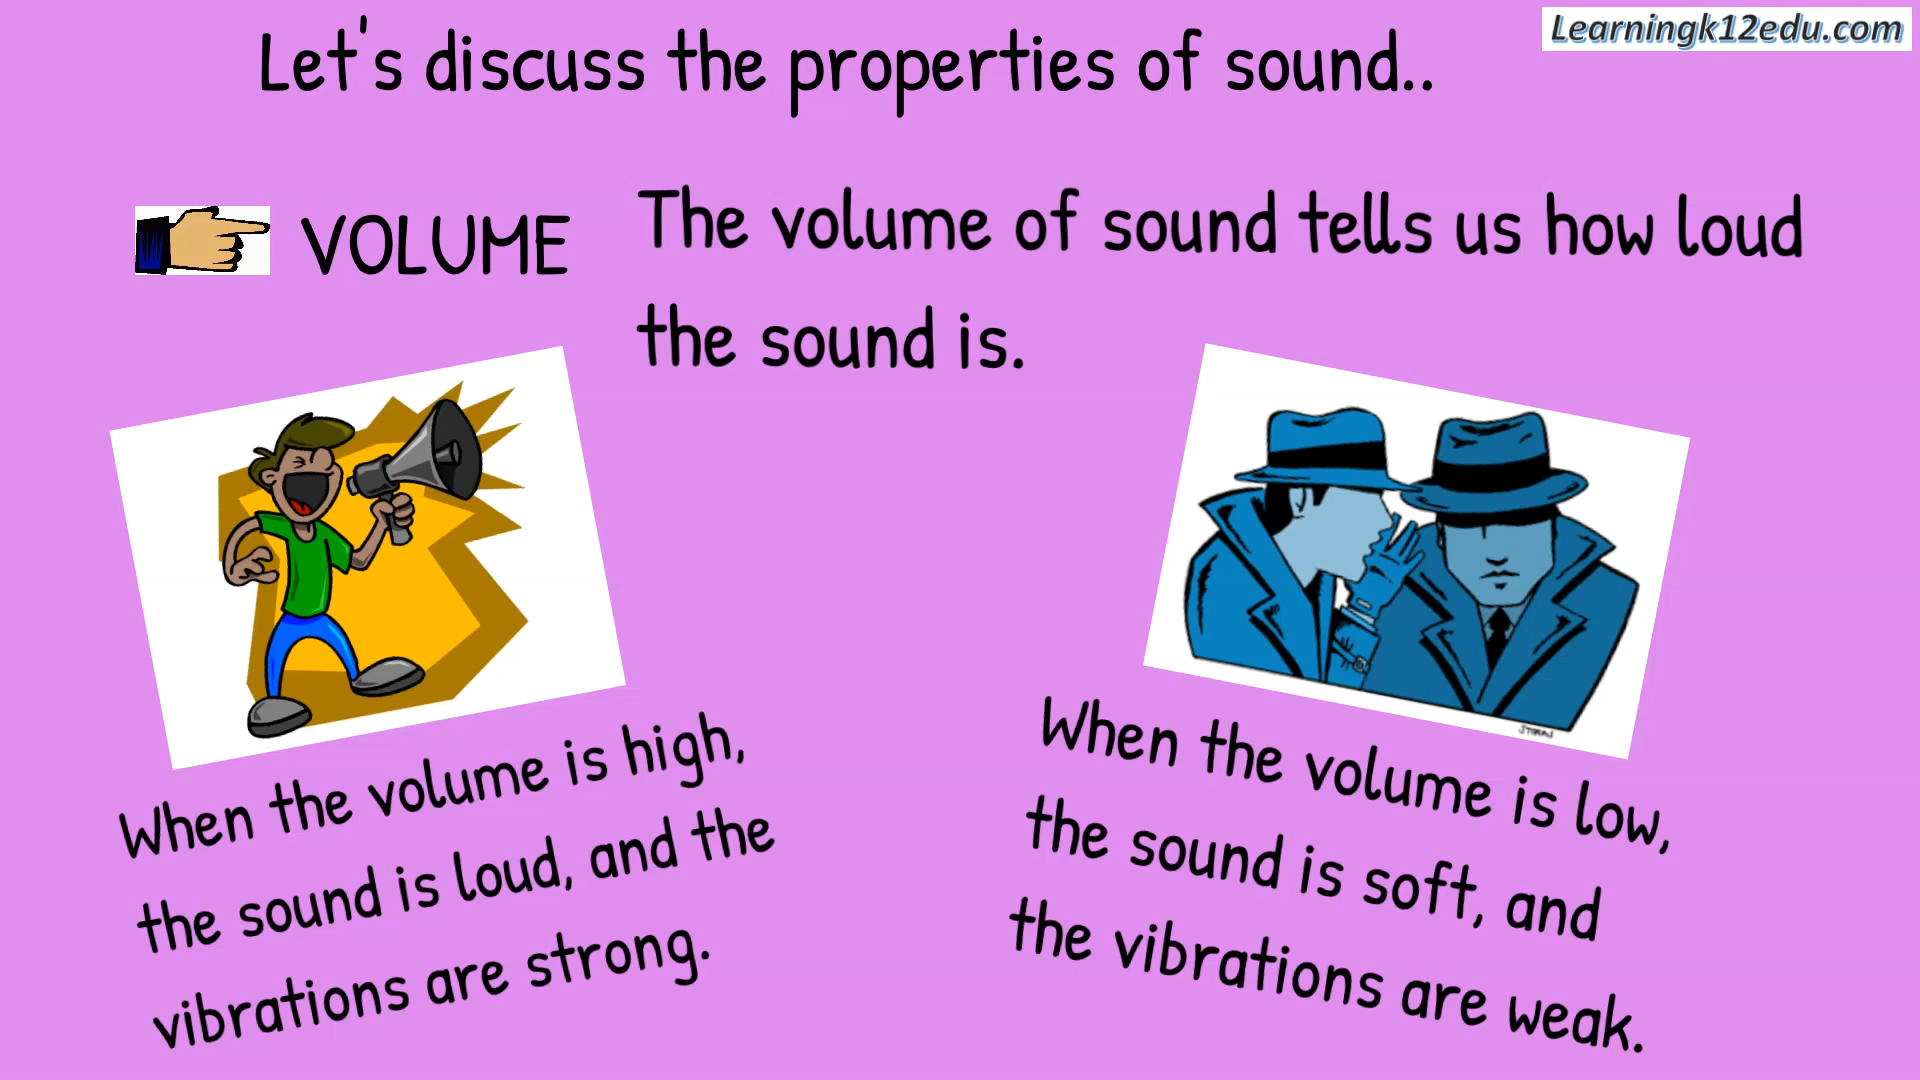 Let's discuss the properties of sound..
Learningk12edu.com
VOLUME
The volume of sound tells us how loud
the sound is.
When the volume is high,
the sound is loud, and the
vibrations are strong.
When the volume is low,
the sound is soft, and
the vibrations are weak.